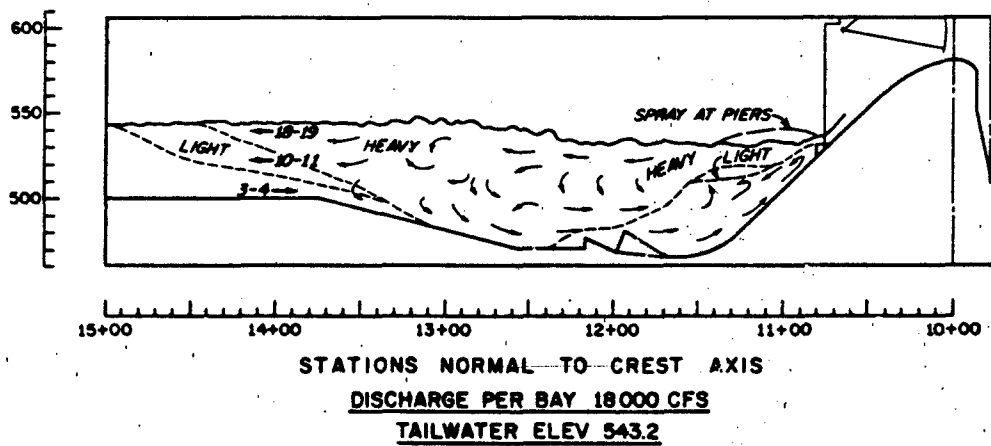 600
550
500
SPRAY AT PIERS
18-19
HEAVY
LIGHT
10-11
3-4
HEAVY
LIGHT
15+00 14+00 13+00 12+00 11+00 10+00
STATIONS NORMAL TO CREST AXIS
DISCHARGE PER BAY 18000 CFS
TAILWATER ELEV 543.2